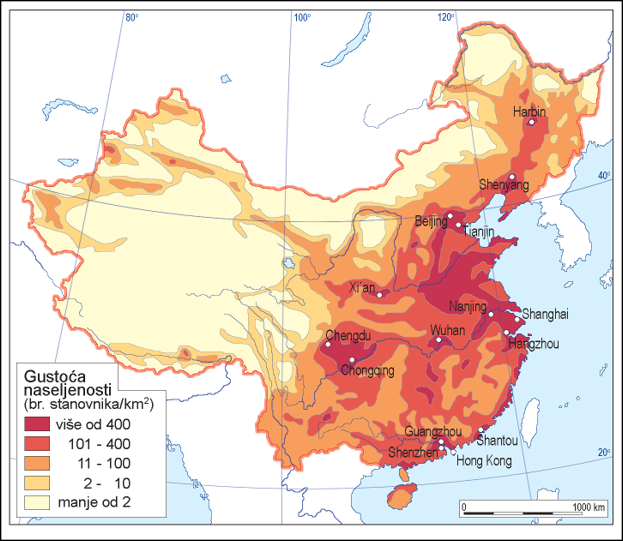 80°
100°
120°
Harbin
Shenyang
40°
Beijing
Tianjin
Xi'an
Nanjing
Shanghai
Chengdu
Wuhan
Hangzhou
Chongqing
Gustoća
naseljenosti
(br. stanovnika/km²)
više od 400
101 - 400
11 - 100
2 - 10
manje od 2
Guangzhou
Shantou
Shenzhen
Hong Kong
20°
0 1000 km